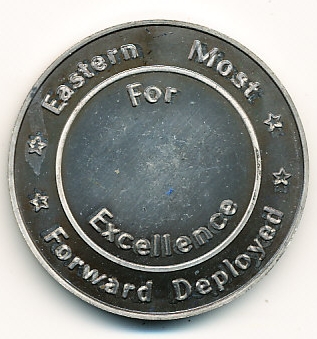 Eastern Most
For
Excellence
Forward Deployed